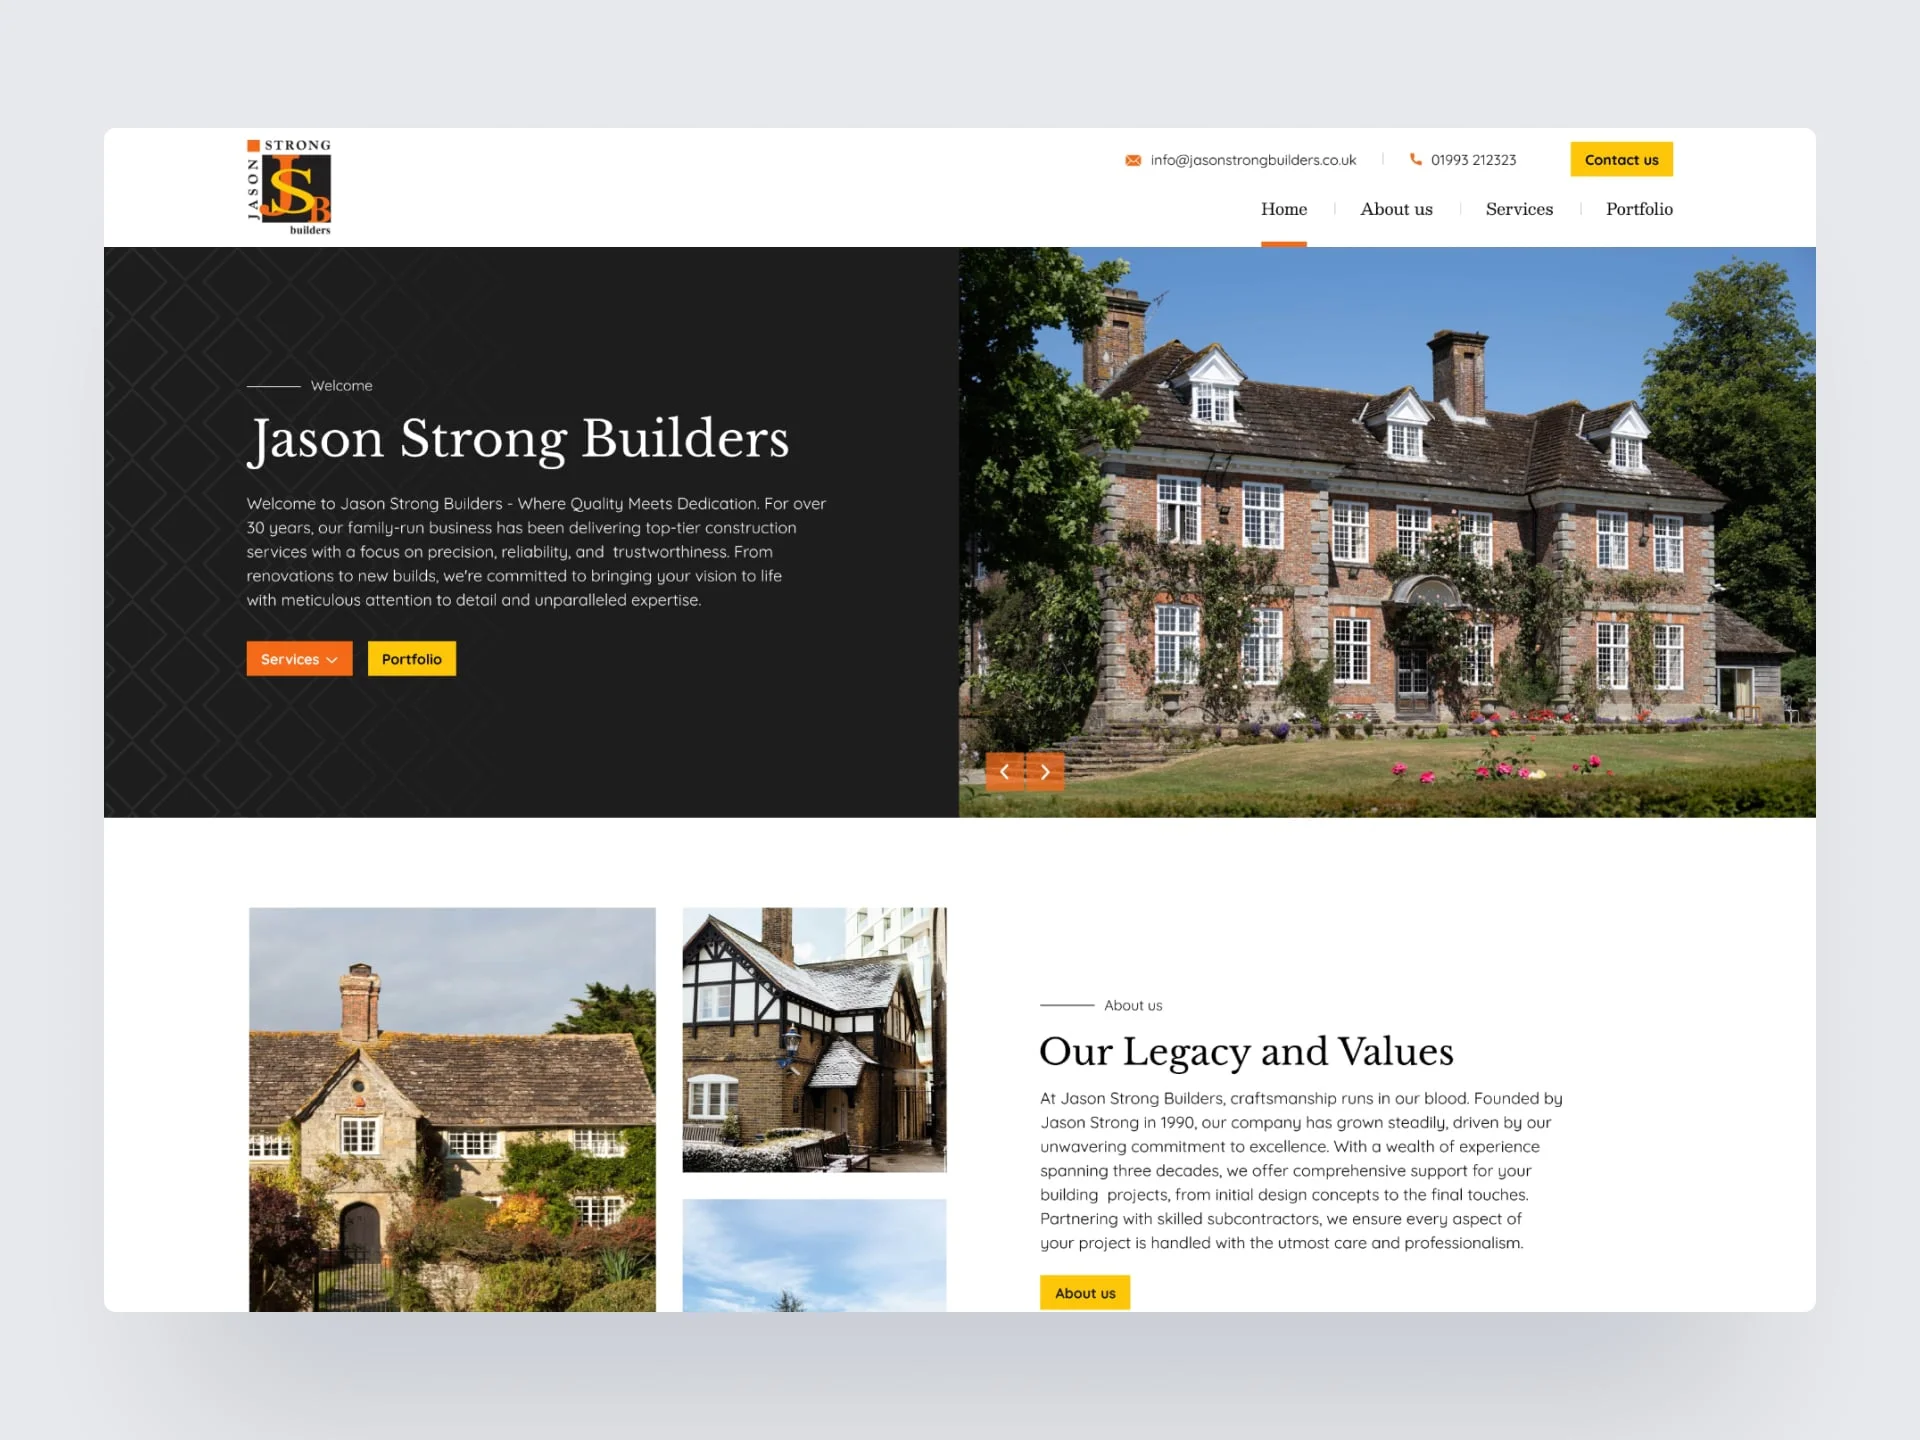 STRONG
JASON
JSB
builders
info@jasonstrongbuilders.co.uk
01993 212323
Contact us
Home
About us
Services
Portfolio
Welcome
Jason Strong Builders
Welcome to Jason Strong Builders - Where Quality Meets Dedication. For over
30 years, our family-run business has been delivering top-tier construction
services with a focus on precision, reliability, and trustworthiness. From
renovations to new builds, we're committed to bringing your vision to life
with meticulous attention to detail and unparalleled expertise.
Services
Portfolio
About us
Our Legacy and Values
At Jason Strong Builders, craftsmanship runs in our blood. Founded by
Jason Strong in 1990, our company has grown steadily, driven by our
unwavering commitment to excellence. With a wealth of experience
spanning three decades, we offer comprehensive support for your
building projects, from initial design concepts to the final touches.
Partnering with skilled subcontractors, we ensure every aspect of
your project is handled with the utmost care and professionalism.
About us